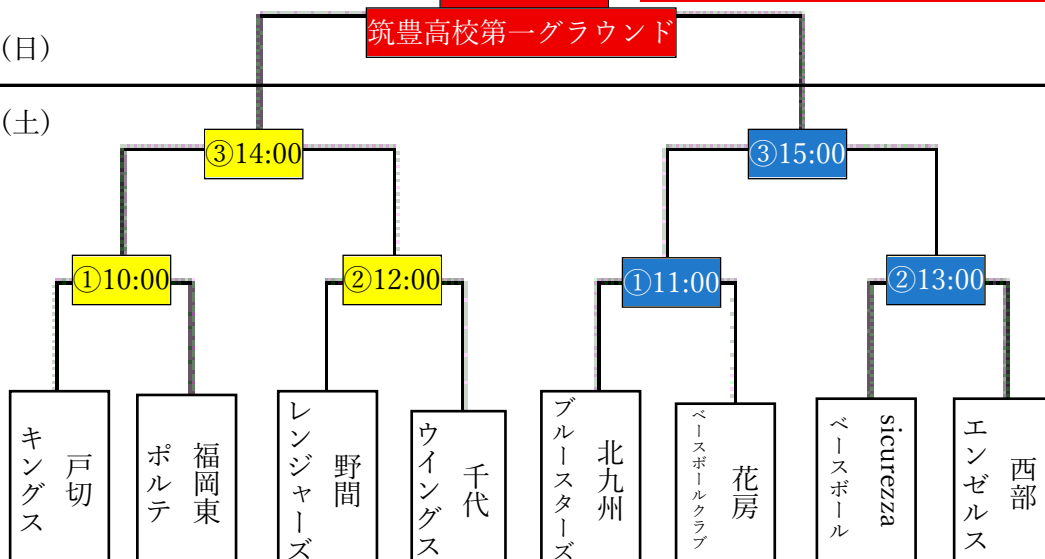 筑豊高校第一グラウンド
(日)
(土)
③14:00
③15:00
①10:00
②12:00
①11:00
②13:00
戸切
キングス
福岡東
ポルテ
野間
レンジャーズ
千代
ウイングス
北九州
ブルースターズ
花房
ベースボールクラブ
sicurezza
ベースボール
西部
エンゼルス